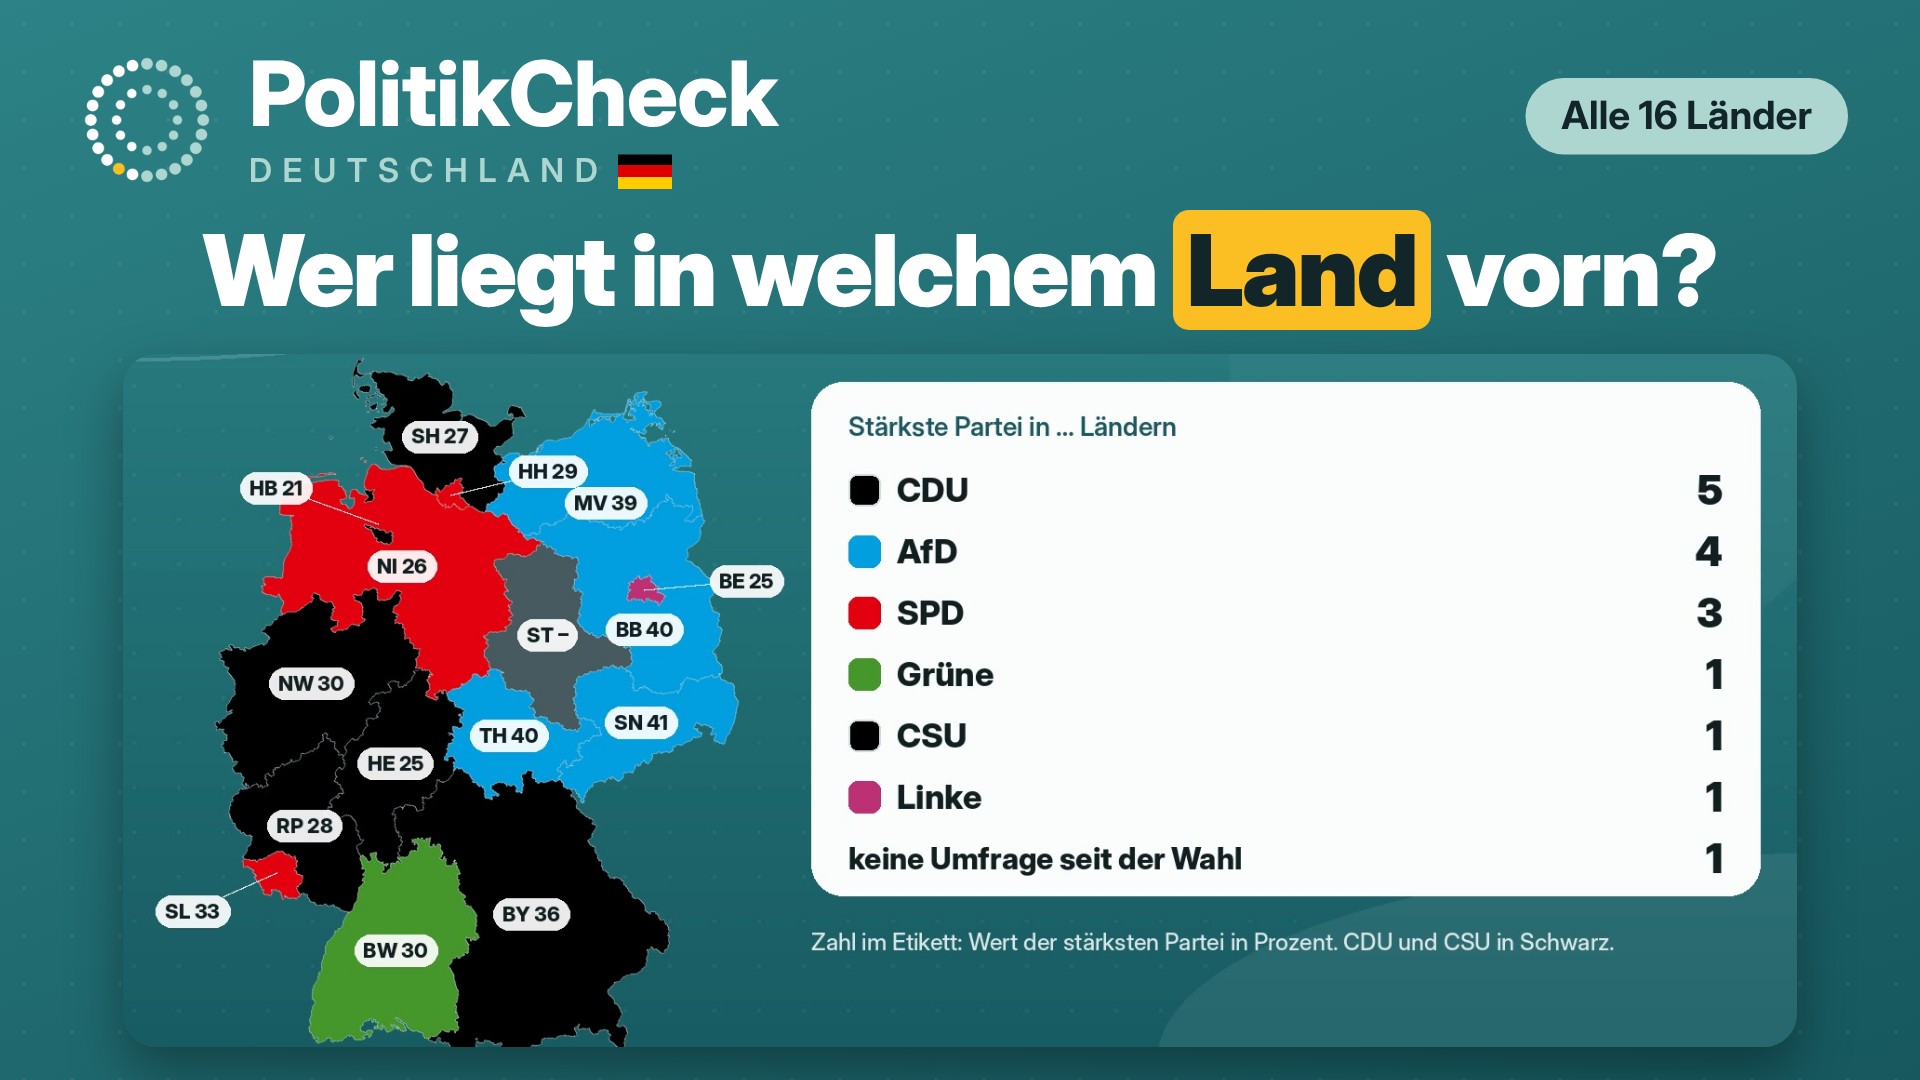 PolitikCheck
DEUTSCHLAND
Alle 16 Länder
Wer liegt in welchem Land vorn?
SH 27
HH 29
HB 21
MV 39
NI 26
BE 25
ST –
BB 40
NW 30
SN 41
TH 40
HE 25
RP 28
SL 33
BY 36
BW 30
Stärkste Partei in ... Ländern
CDU 5
AfD 4
SPD 3
Grüne 1
CSU 1
Linke 1
keine Umfrage seit der Wahl 1
Zahl im Etikett: Wert der stärksten Partei in Prozent. CDU und CSU in Schwarz.